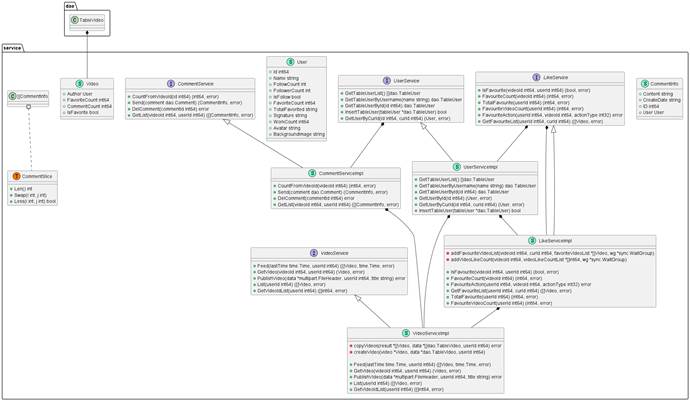 dao
C TableVideo
service
S Video
Author User
FavoriteCount int64
CommentCount int64
IsFavorite bool
I CommentService
CountFromVideoId(id int64) (int64, error)
Send(comment dao.Comment) (CommentInfo, error)
DelComment(commentId int64) error
GetList(videoId int64, userId int64) ([]CommentInfo, error)
S User
Id int64
Name string
FollowCount int64
FollowerCount int64
IsFollow bool
FavoriteCount int64
TotalFavorited string
Signature string
WorkCount int64
Avatar string
BackgroundImage string
I UserService
GetTableUserList() []dao.TableUser
GetTableUserByUsername(name string) dao.TableUser
GetTableUserById(id int64) dao.TableUser
InsertTableUser(tableUser *dao.TableUser) bool
GetUserByCurId(id int64, curId int64) (User, error)
I LikeService
IsFavourite(videoId int64, userId int64) (bool, error)
FavouriteCount(videoId int64) (int64, error)
TotalFavourite(userId int64) (int64, error)
FavouriteVideoCount(userId int64) (int64, error)
FavouriteAction(userId int64, videoId int64, actionType int32) error
GetFavouriteList(userId int64, curId int64) ([]Video, error)
S CommentInfo
Content string
CreateDate string
ID int64
User User
C []CommentInfo
T CommentSlice
Len() int
Swap(i int, j int)
Less(i int, j int) bool
S CommentServiceImpl
CountFromVideoId(videoId int64) (int64, error)
Send(comment dao.Comment) (CommentInfo, error)
DelComment(commentId int64) error
GetList(videoId int64, userId int64) ([]CommentInfo, error)
S UserServiceImpl
GetTableUserList() []dao.TableUser
GetTableUserByUsername(name string) dao.TableUser
GetTableUserById(id int64) dao.TableUser
GetUserById(id int64) (User, error)
GetUserByCurId(id int64, curId int64) (User, error)
InsertTableUser(tableUser *dao.TableUser) bool
I VideoService
Feed(lastTime time.Time, userId int64) ([]Video, time.Time, error)
GetVideo(videoId int64, userId int64) (Video, error)
PublishVideo(data *multipart.FileHeader, userId int64, title string) error
List(userId int64) ([]Video, error)
GetVideoIdList(userId int64) ([]int64, error)
S LikeServiceImpl
addFavouriteVideoList(videoId int64, curId int64, favoriteVideoList *[]Video, wg *sync.WaitGroup)
addVideoLikeCount(videoId int64, videoLikeCountList *[]int64, wg *sync.WaitGroup)
IsFavourite(videoId int64, userId int64) (bool, error)
FavouriteCount(videoId int64) (int64, error)
FavouriteAction(userId int64, videoId int64, actionType int32) error
GetFavouriteList(userId int64, curId int64) ([]Video, error)
TotalFavourite(userId int64) (int64, error)
FavouriteVideoCount(userId int64) (int64, error)
S VideoServiceImpl
copyVideos(result *[]Video, data *[]dao.TableVideo, userId int64) error
createVideo(video *Video, data *dao.TableVideo, userId int64)
Feed(lastTime time.Time, userId int64) ([]Video, time.Time, error)
GetVideo(videoId int64, userId int64) (Video, error)
PublishVideo(data *multipart.FileHeader, userId int64, title string) error
List(userId int64) ([]Video, error)
GetVideoIdList(userId int64) ([]int64, error)